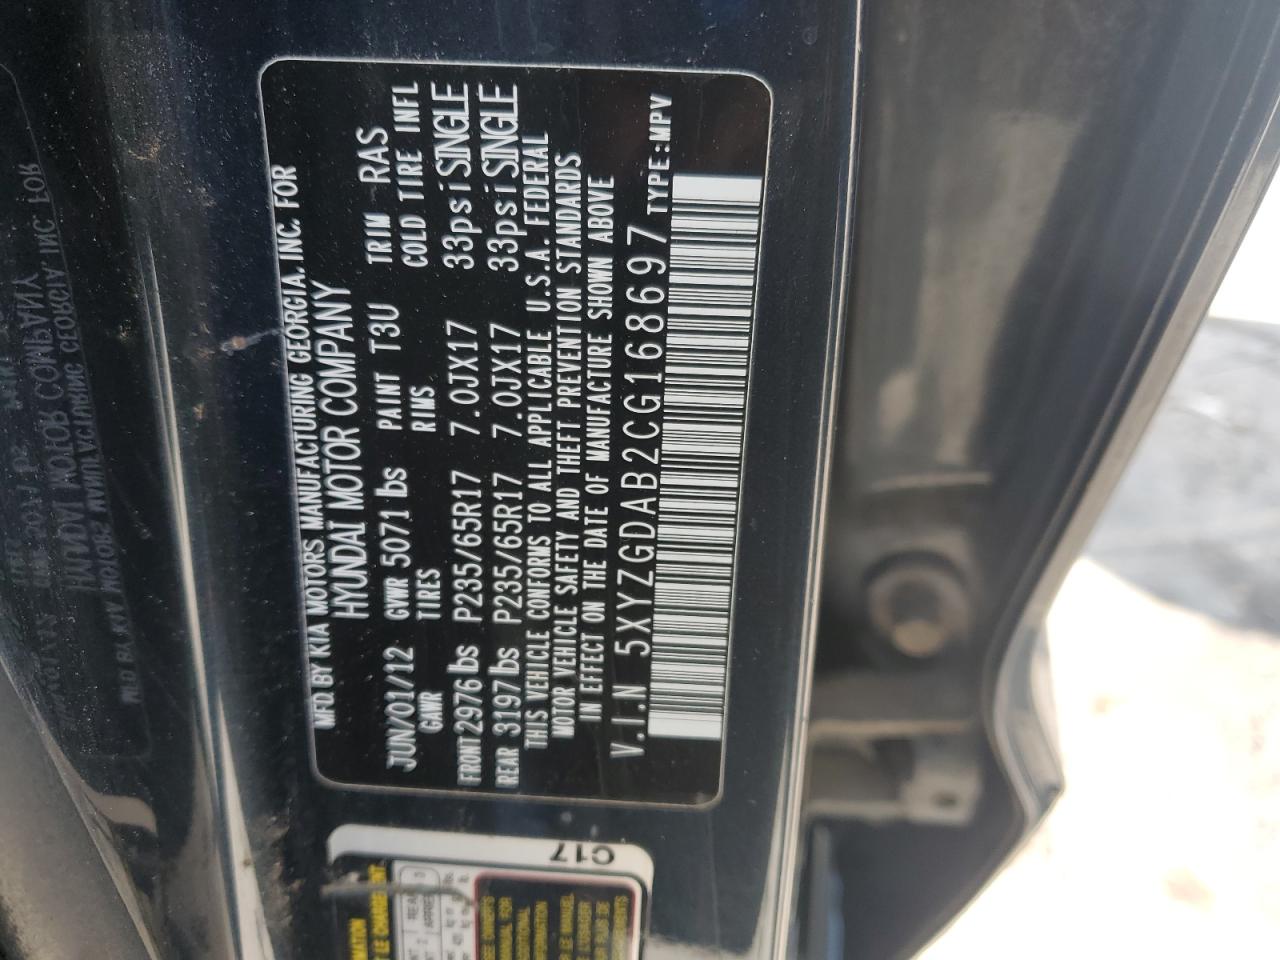 MFD BY KIA MOTORS MANUFACTURING GEORGIA. INC. FOR
HYUNDAI MOTOR COMPANY
JUN/01/12 GVWR 5071 lbs PAINT T3U TRIM RAS
GAWR TIRES RIMS COLD TIRE INFL
FRONT 2976 lbs P235/65R17 7.0JX17 33psi SINGLE
REAR 3197 lbs P235/65R17 7.0JX17 33psi SINGLE
THIS VEHICLE CONFORMS TO ALL APPLICABLE U.S.A. FEDERAL
MOTOR VEHICLE SAFETY AND THEFT PREVENTION STANDARDS
IN EFFECT ON THE DATE OF MANUFACTURE SHOWN ABOVE
V.I.N 5XYZGDAB2CG168697 TYPE:MPV
C17
LE CHARGEMENT